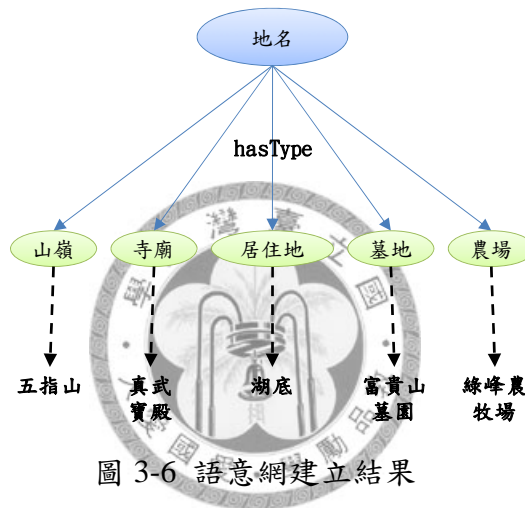 地名
hasType
山嶺
寺廟
居住地
墓地
農場
五指山
真武
寶殿
湖底
富貴山
墓園
綠峰農
牧場
圖 3-6 語意網建立結果